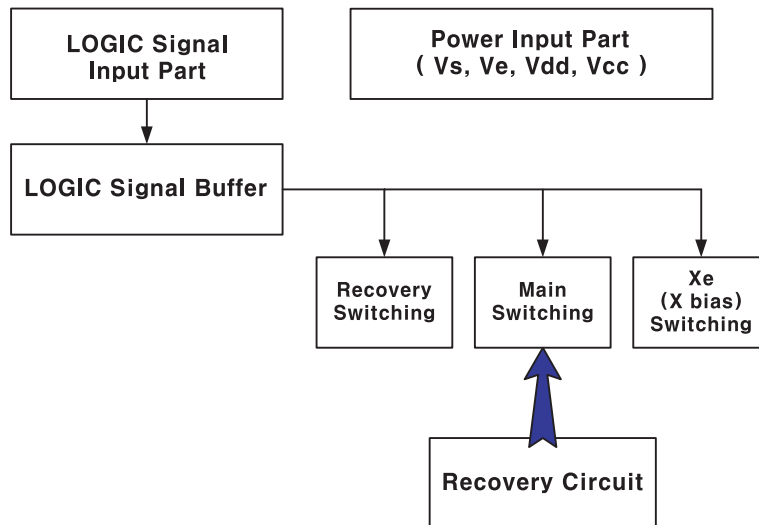 LOGIC Signal
Input Part
Power Input Part
( Vs, Ve, Vdd, Vcc )
LOGIC Signal Buffer
Recovery
Switching
Main
Switching
Xe
(X bias)
Switching
Recovery Circuit